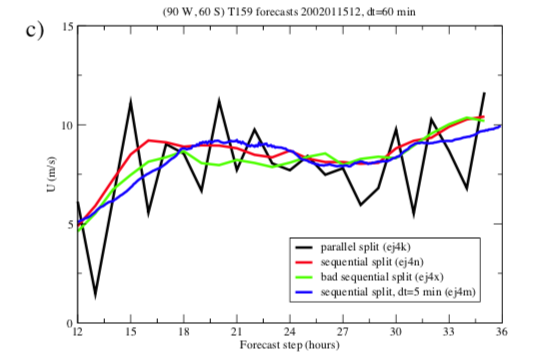 (90 W, 60 S) T159 forecasts 2002011512, dt=60 min
c)
15
10
5
0
U (m/s)
12 15 18 21 24 27 30 33 36
Forecast step (hours)
parallel split (ej4k)
sequential split (ej4n)
bad sequential split (ej4x)
sequential split, dt=5 min (ej4m)